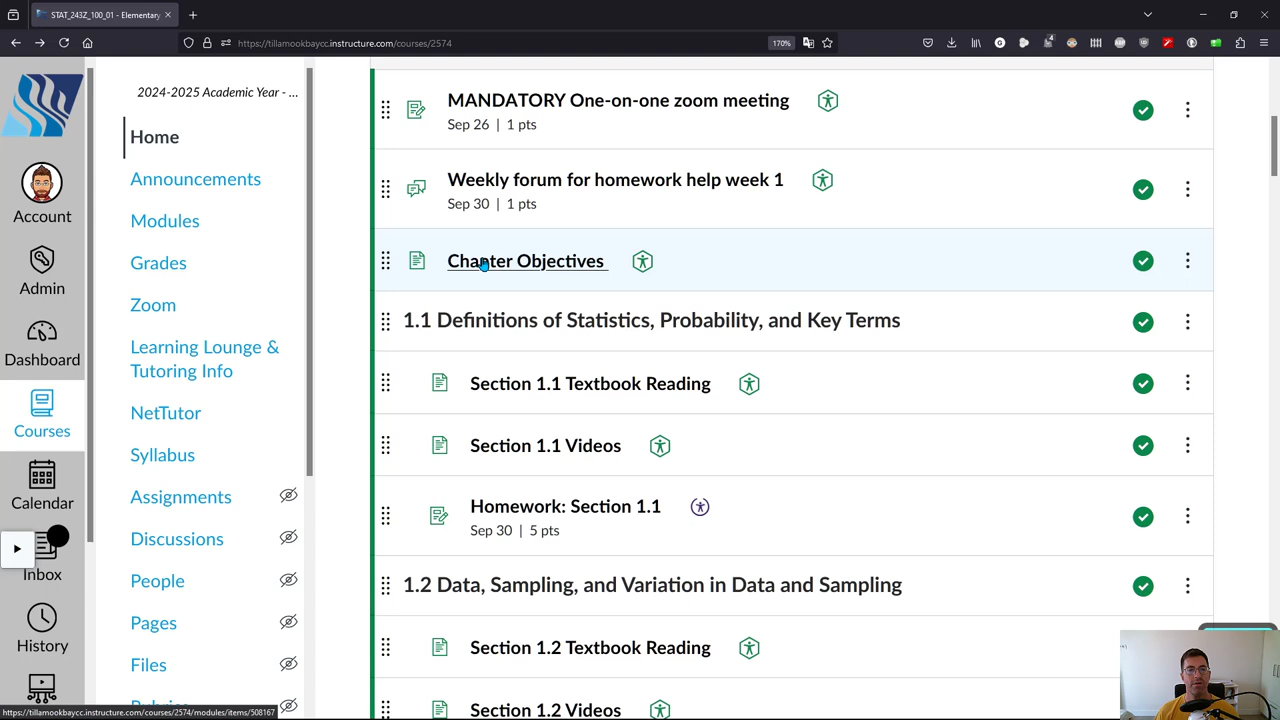 STAT_243Z_100_01 - Elementary
https://tillamookbaycc.instructure.com/courses/2574
170%
4
2024-2025 Academic Year - ...
Home
Announcements
Modules
Grades
Zoom
Learning Lounge &
Tutoring Info
NetTutor
Syllabus
Assignments
Discussions
People
Pages
Files
Rubrics
Account
Admin
Dashboard
Courses
Calendar
Inbox
History
MANDATORY One-on-one zoom meeting
Sep 26 | 1 pts
Weekly forum for homework help week 1
Sep 30 | 1 pts
Chapter Objectives
1.1 Definitions of Statistics, Probability, and Key Terms
Section 1.1 Textbook Reading
Section 1.1 Videos
Homework: Section 1.1
Sep 30 | 5 pts
1.2 Data, Sampling, and Variation in Data and Sampling
Section 1.2 Textbook Reading
Section 1.2 Videos
https://tillamookbaycc.instructure.com/courses/2574/modules/items/508167